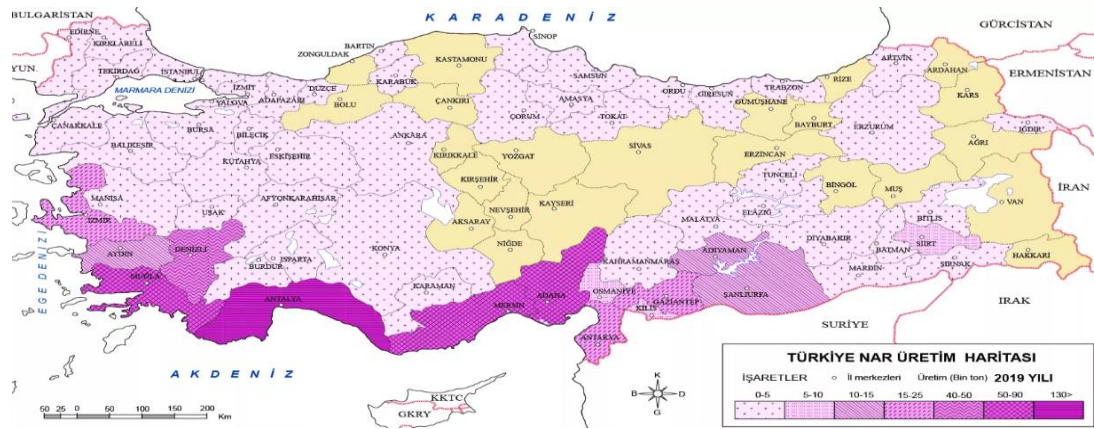 KARADENİZ
BULGARİSTAN
GÜRCİSTAN
EDİRNE
KIRKLARELİ
SİNOP
BARTIN
ZONGULDAK
KASTAMONU
ARTVİN
YUN.
TEKİRDAĞ
İSTANBUL
KARABÜK
SAMSUN
TRABZON
RİZE
ARDAHAN
ERMENİSTAN
MARMARA DENİZİ
İZMİT
DÜZCE
ORDU
GİRESUN
KARS
YALOVA
ADAPAZARI
BOLU
ÇANKIRI
AMASYA
GÜMÜŞHANE
ÇANAKKALE
BURSA
BİLECİK
ÇORUM
TOKAT
BAYBURT
ERZURUM
IĞDIR
ANKARA
BALIKESİR
ESKİŞEHİR
KIRIKKALE
YOZGAT
SİVAS
ERZİNCAN
AĞRI
KÜTAHYA
TUNCELİ
İRAN
KIRŞEHİR
BİNGÖL
MUŞ
MANİSA
UŞAK
AFYONKARAHİSAR
NEVŞEHİR
KAYSERİ
ELAZIĞ
VAN
İZMİR
AKSARAY
MALATYA
BİTLİS
EGE DENİZİ
AYDIN
DENİZLİ
KONYA
NİĞDE
DİYABAKIR
BATMAN
SİİRT
HAKKARİ
BURDUR
ISPARTA
KAHRAMANMARAŞ
ADIYAMAN
MARDİN
ŞIRNAK
MUĞLA
KARAMAN
OSMANİYE
GAZİANTEP
ŞANLIURFA
ANTALYA
MERSİN
ADANA
KİLİS
IRAK
ANTAKYA
SURİYE
AKDENİZ
KKTC
GKRY
K
B D
G
50 25 0 50 100 150 200
Km
TÜRKİYE NAR ÜRETİM HARİTASI
İŞARETLER İl merkezleri Üretim (Bin ton) 2019 YILI
0-5 5-10 10-15 15-25 40-50 50-90 130>